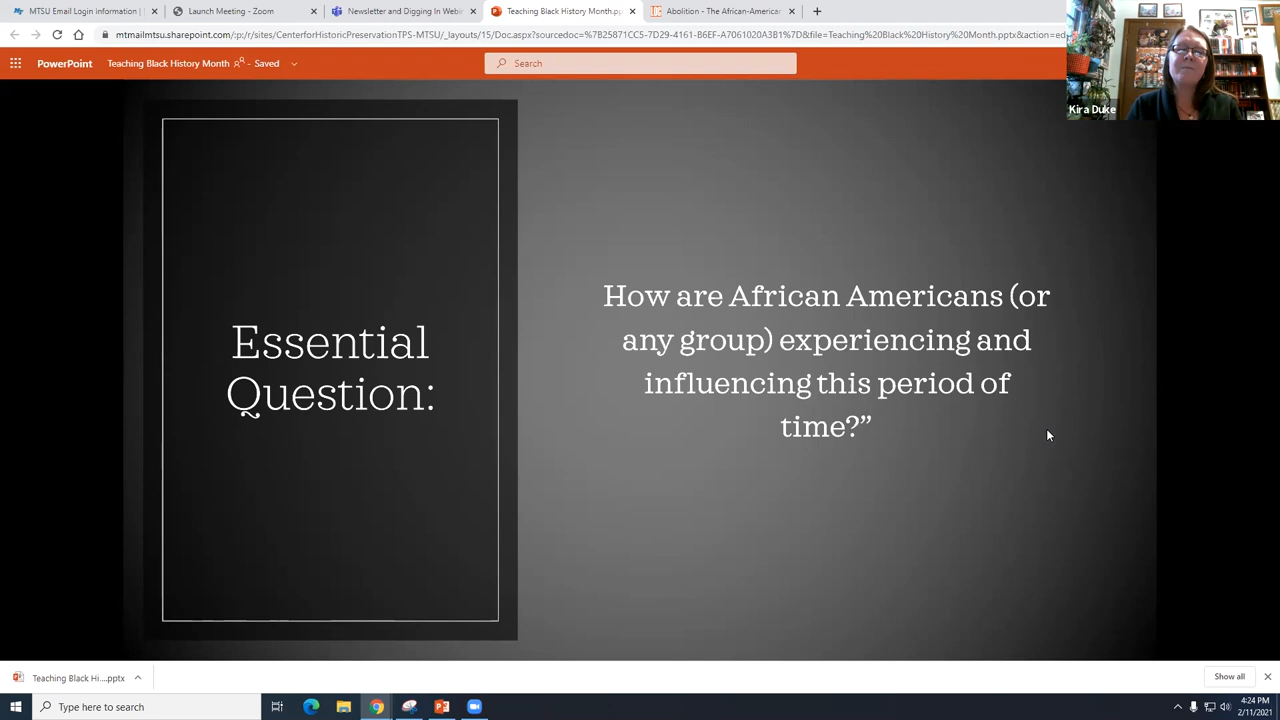 MTSU Email Login information |
Launch Meeting - Zoom
Newsletter and Digging In Webi
Teaching Black History Month.pp
Abolition - The African-American
Teaching Black History Month - Saved
PowerPoint
Search
Kira Duke
Essential
Question:
How are African Americans (or
any group) experiencing and
influencing this period of
time?”
Teaching Black Hi....pptx
Show all
Type here to search
4:24 PM
2/11/2021